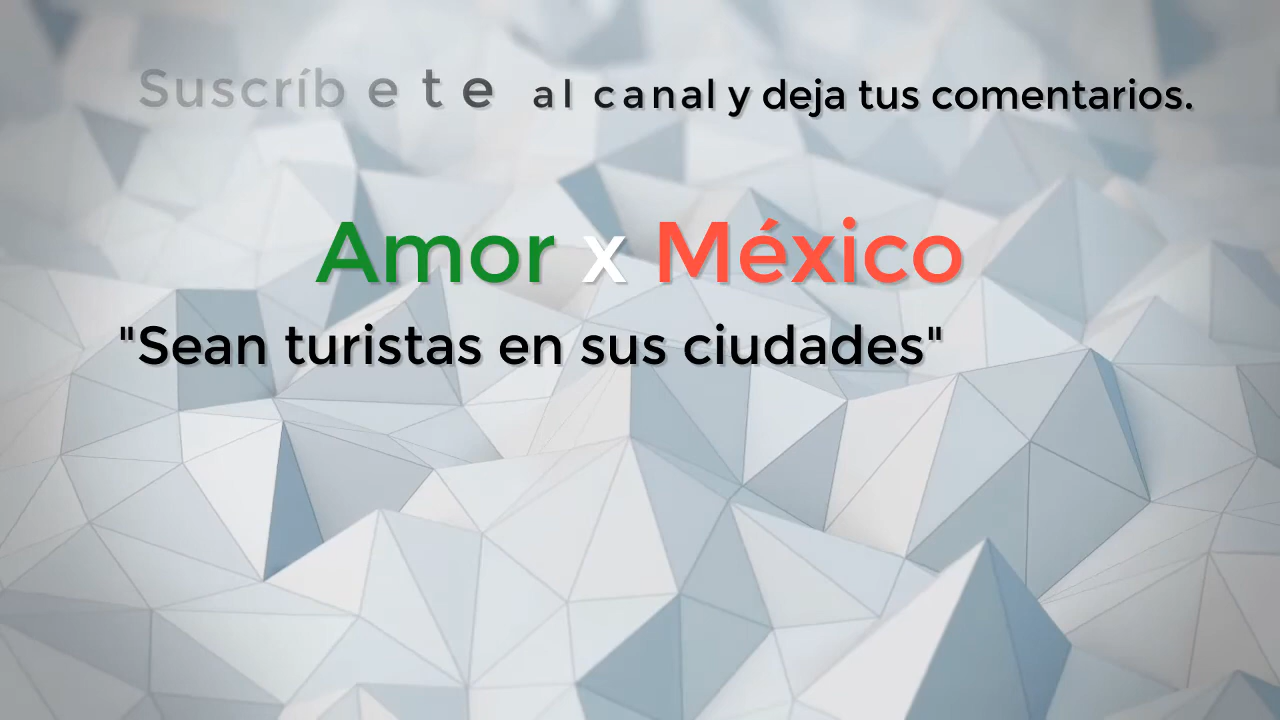 Suscríbete al canal y deja tus comentarios.
Amor x México
"Sean turistas en sus ciudades"